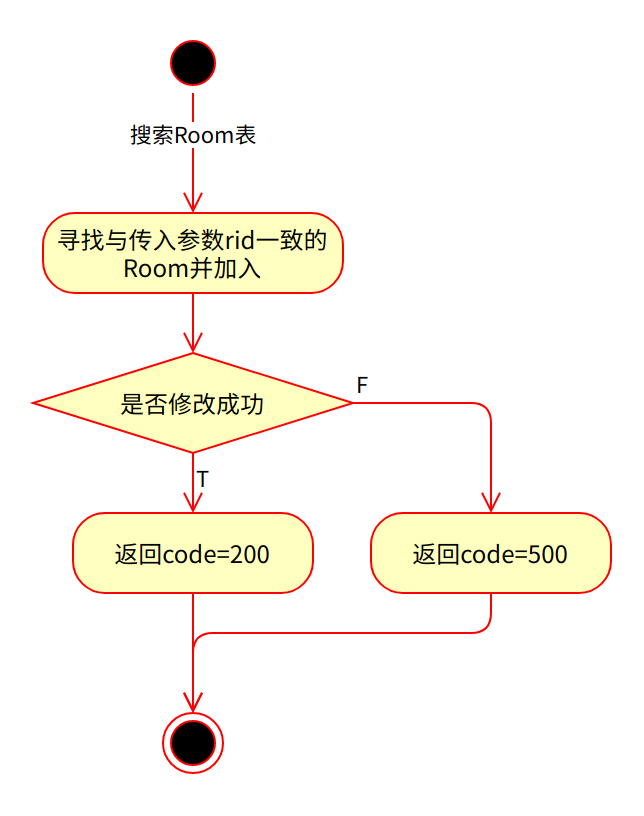 搜索Room表
寻找与传入参数rid一致的
Room并加入
是否修改成功
F
T
返回code=200
返回code=500